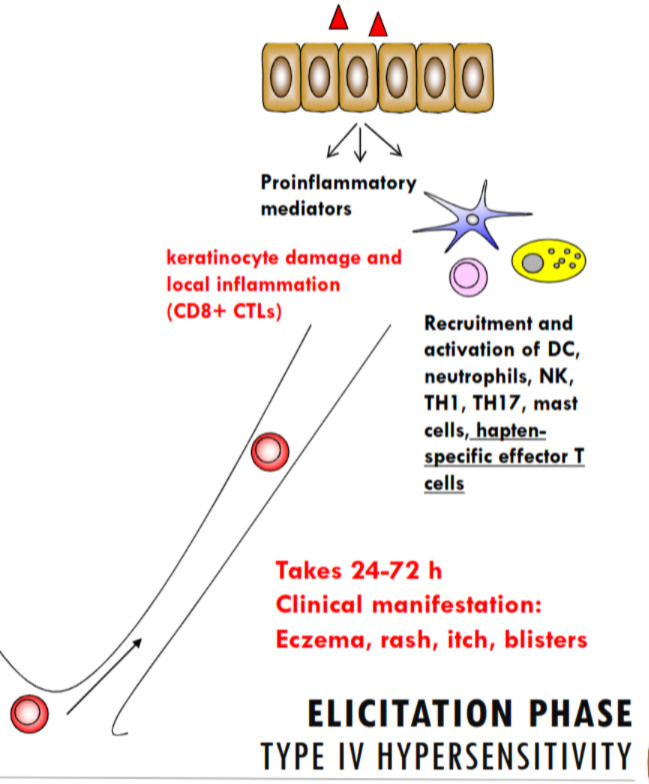 Proinflammatory
mediators
keratinocyte damage and
local inflammation
(CD8+ CTLs)
Recruitment and
activation of DC,
neutrophils, NK,
TH1, TH17, mast
cells, hapten-
specific effector T
cells
Takes 24-72 h
Clinical manifestation:
Eczema, rash, itch, blisters
ELICITATION PHASE
TYPE IV HYPERSENSITIVITY